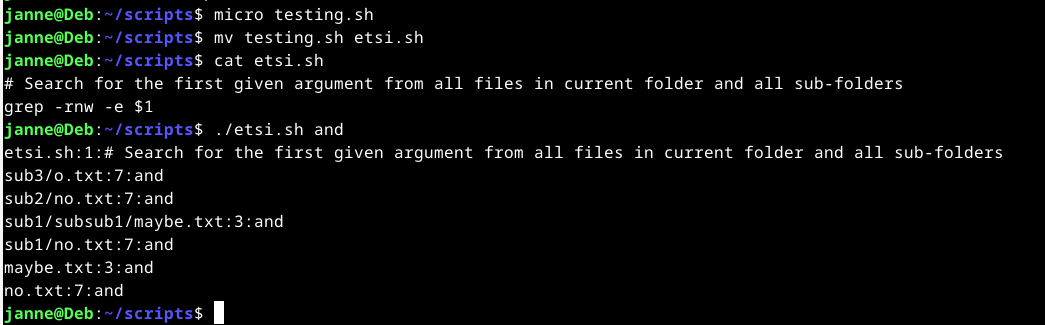 janne@Deb:~/scripts$ micro testing.sh
janne@Deb:~/scripts$ mv testing.sh etsi.sh
janne@Deb:~/scripts$ cat etsi.sh
# Search for the first given argument from all files in current folder and all sub-folders
grep -rnw -e $1
janne@Deb:~/scripts$ ./etsi.sh and
etsi.sh:1:# Search for the first given argument from all files in current folder and all sub-folders
sub3/o.txt:7:and
sub2/no.txt:7:and
sub1/subsub1/maybe.txt:3:and
sub1/no.txt:7:and
maybe.txt:3:and
no.txt:7:and
janne@Deb:~/scripts$